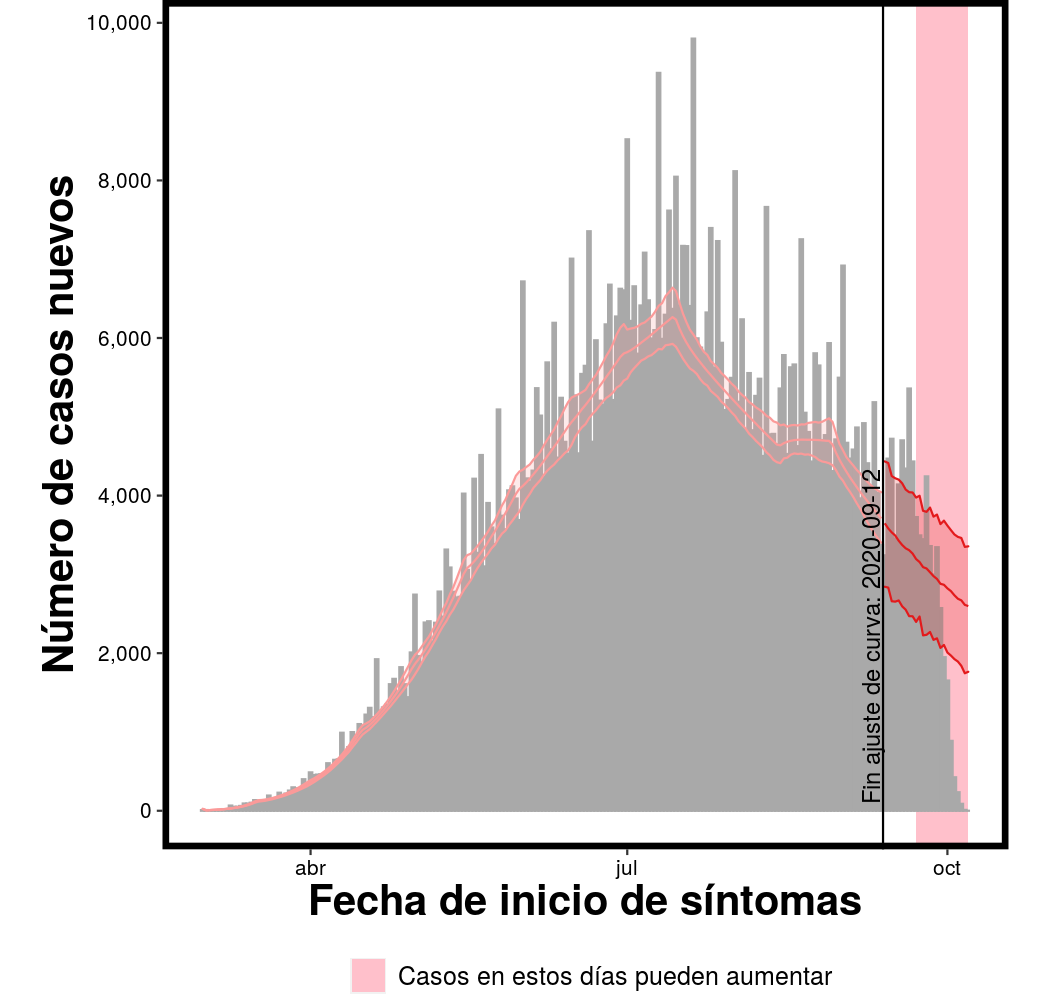 10,000
8,000
6,000
4,000
2,000
0
Número de casos nuevos
Fin ajuste de curva: 2020-09-12
abr
jul
oct
Fecha de inicio de síntomas
Casos en estos días pueden aumentar